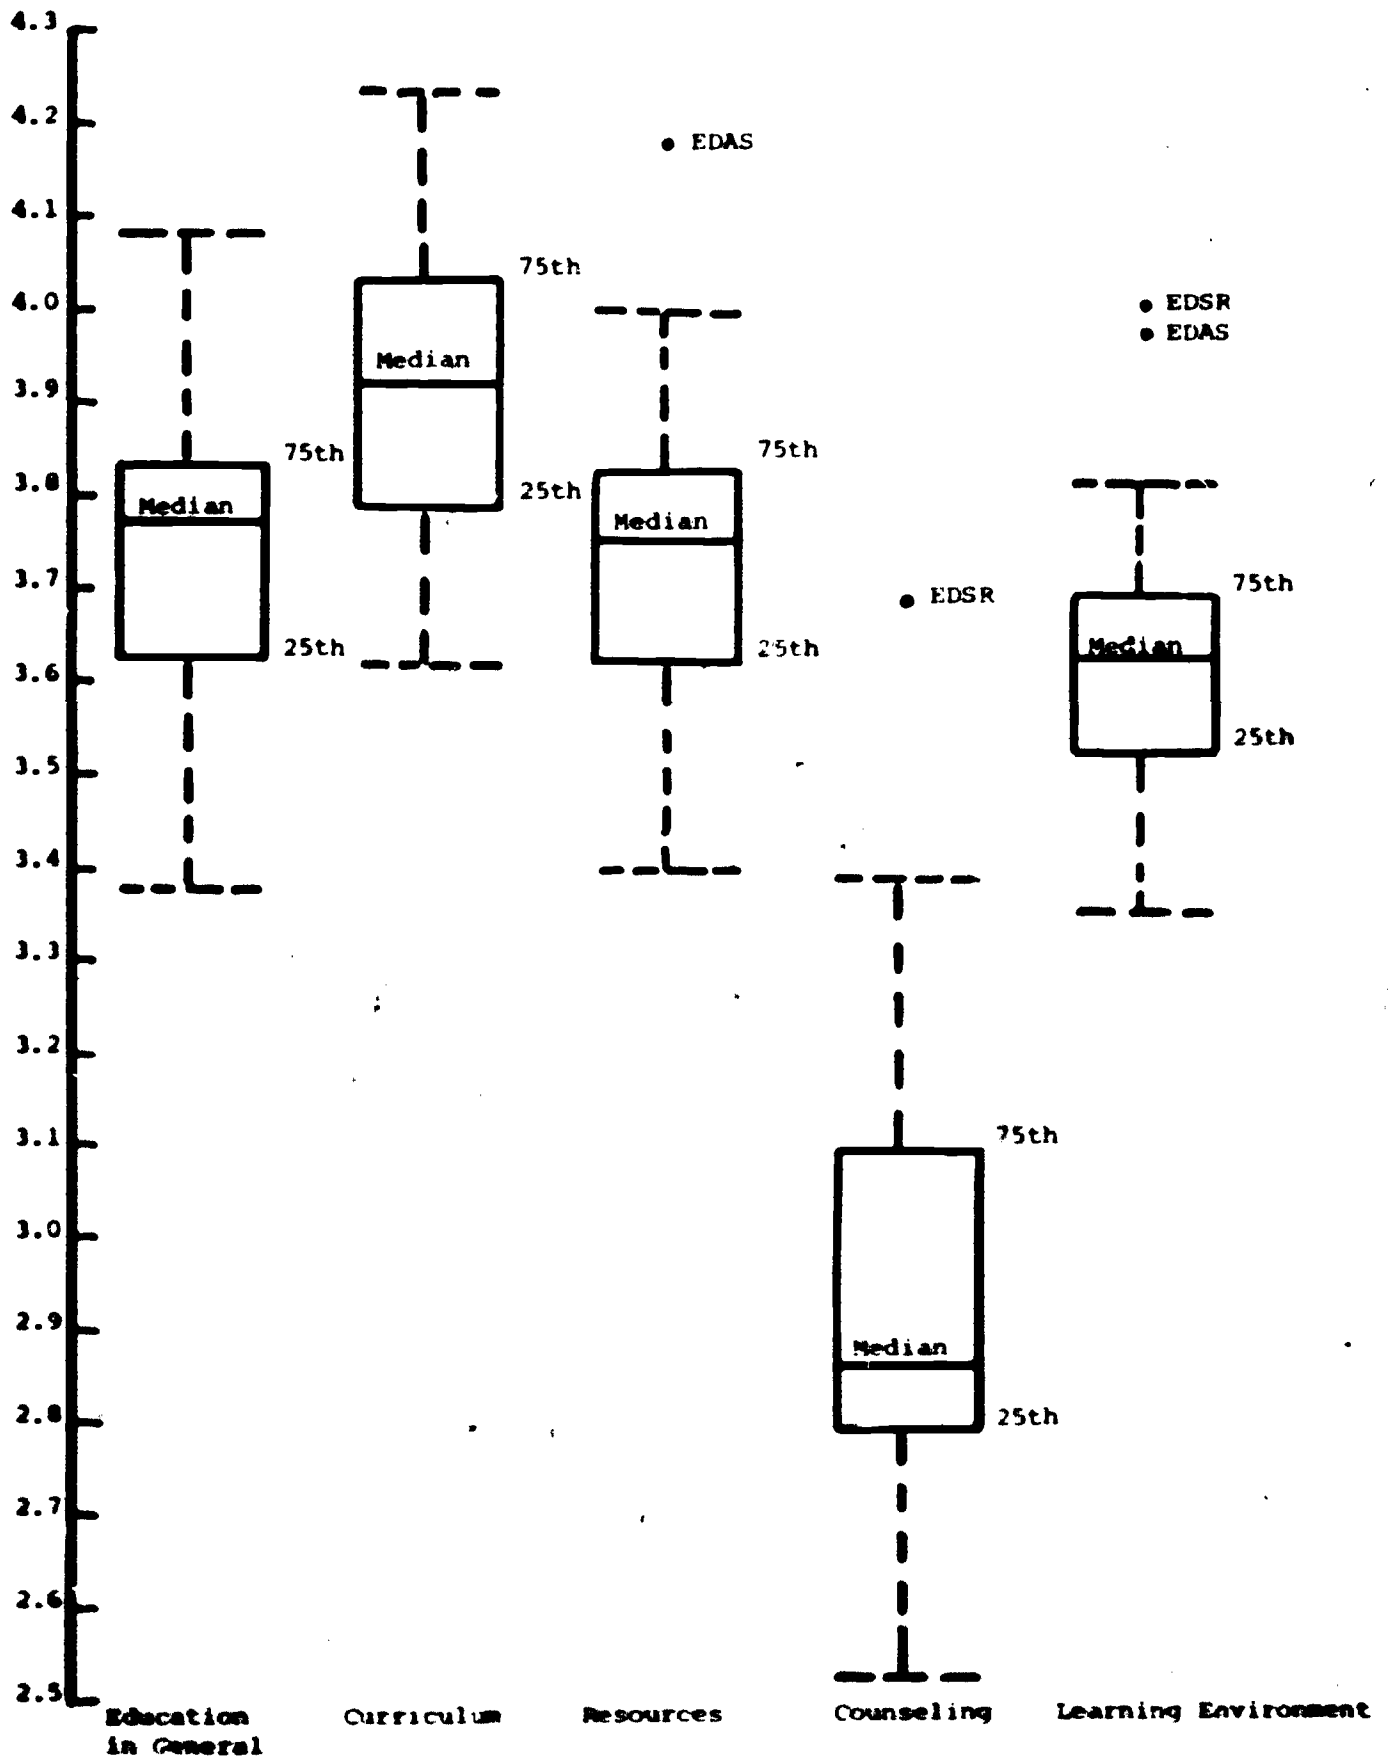 4.3
4.2
EDAS
4.1
75th
4.0
EDSR
EDAS
Median
3.9
75th
75th
3.8
25th
Median
Median
3.7
75th
EDSR
25th
25th
Median
3.6
25th
3.5
3.4
3.3
3.2
3.1
75th
3.0
2.9
Median
2.8
25th
2.7
2.6
2.5
Education
in General
Curriculum
Resources
Counseling
Learning Environment